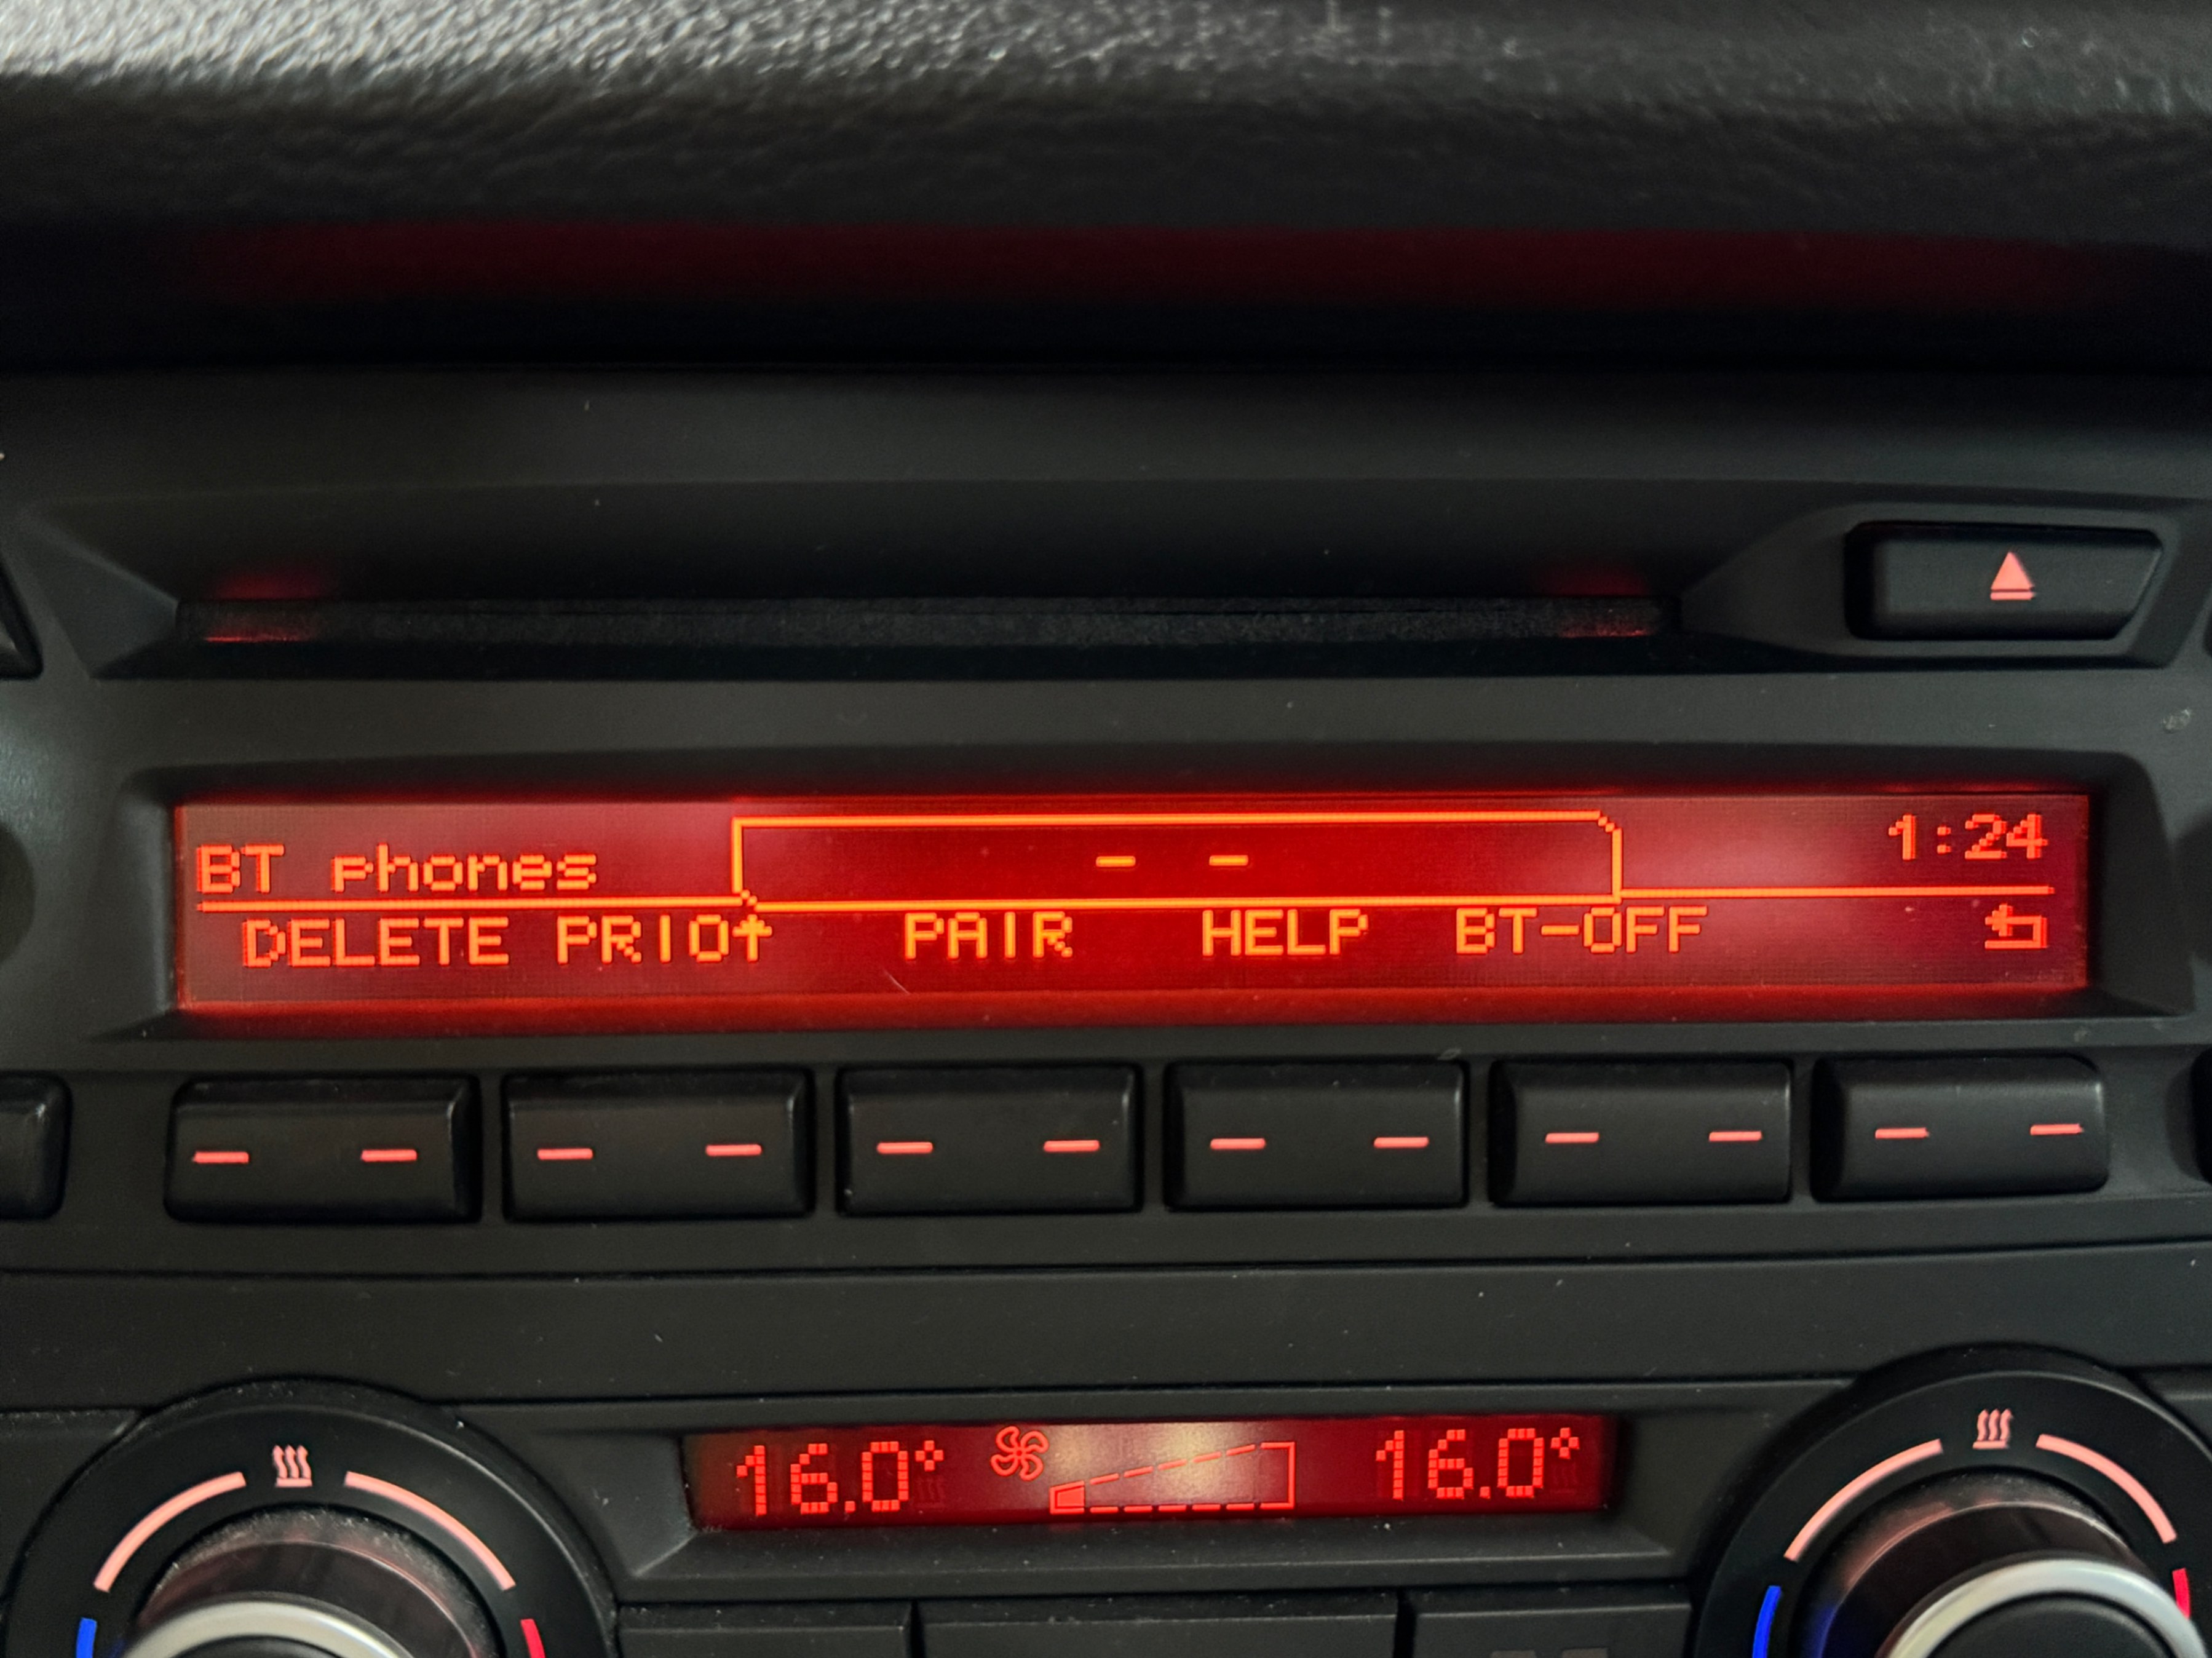 BT phones - - 1:24
DELETE PRIO↑ PAIR HELP BT-OFF
16.0° 16.0°